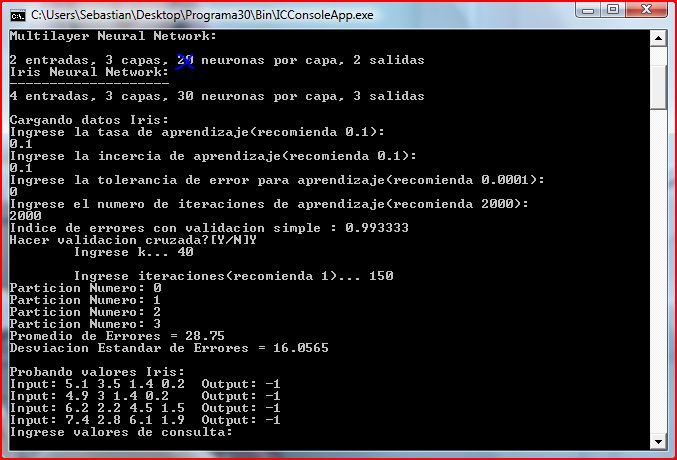 C:\Users\Sebastian\Desktop\Programa30\Bin\ICConsoleApp.exe
Multilayer Neural Network:
2 entradas, 3 capas, 20 neuronas por capa, 2 salidas
Iris Neural Network:
--------------------
4 entradas, 3 capas, 30 neuronas por capa, 3 salidas
Cargando datos Iris:
Ingrese la tasa de aprendizaje(recomienda 0.1):
0.1
Ingrese la incercia de aprendizaje(recomienda 0.1):
0.1
Ingrese la tolerancia de error para aprendizaje(recomienda 0.0001):
0
Ingrese el numero de iteraciones de aprendizaje(recomienda 2000):
2000
Indice de errores con validacion simple : 0.993333
Hacer validacion cruzada?[Y/N]Y
Ingrese k... 40
Ingrese iteraciones(recomienda 1)... 150
Particion Numero: 0
Particion Numero: 1
Particion Numero: 2
Particion Numero: 3
Promedio de Errores = 28.75
Desviacion Estandar de Errores = 16.0565
Probando valores Iris:
Input: 5.1 3.5 1.4 0.2  Output: -1
Input: 4.9 3 1.4 0.2    Output: -1
Input: 6.2 2.2 4.5 1.5  Output: -1
Input: 7.4 2.8 6.1 1.9  Output: -1
Ingrese valores de consulta: